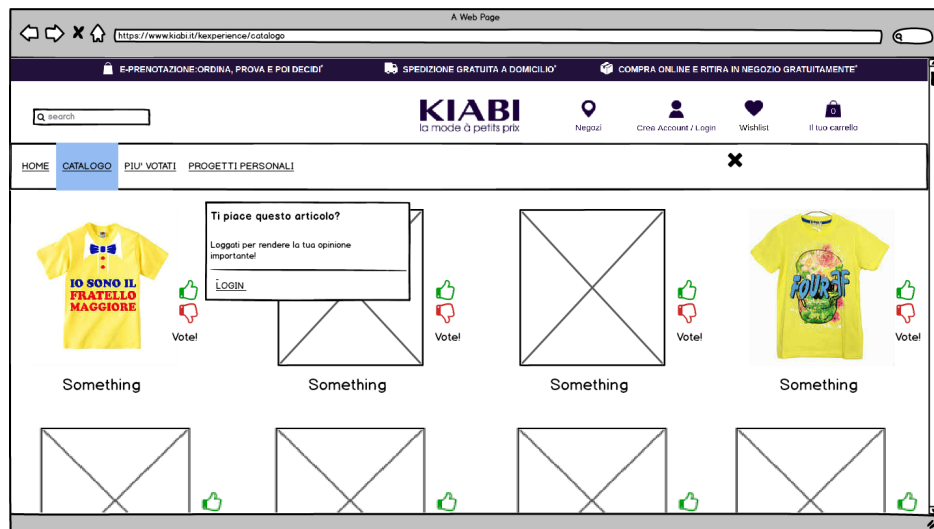 A Web Page
https://www.kiabi.it/kexperience/catalogo
E-PRENOTAZIONE:ORDINA, PROVA E POI DECIDI*
SPEDIZIONE GRATUITA A DOMICILIO*
COMPRA ONLINE E RITIRA IN NEGOZIO GRATUITAMENTE*
search
KIABI
la mode à petits prix
Negozi
Crea Account / Login
Wishlist
0
Il tuo carrello
HOME
CATALOGO
PIU' VOTATI
PROGETTI PERSONALI
Ti piace questo articolo?
Loggati per rendere la tua opinione
importante!
LOGIN
IO SONO IL
FRATELLO
MAGGIORE
FOUR
Vote!
Vote!
Vote!
Vote!
Something
Something
Something
Something